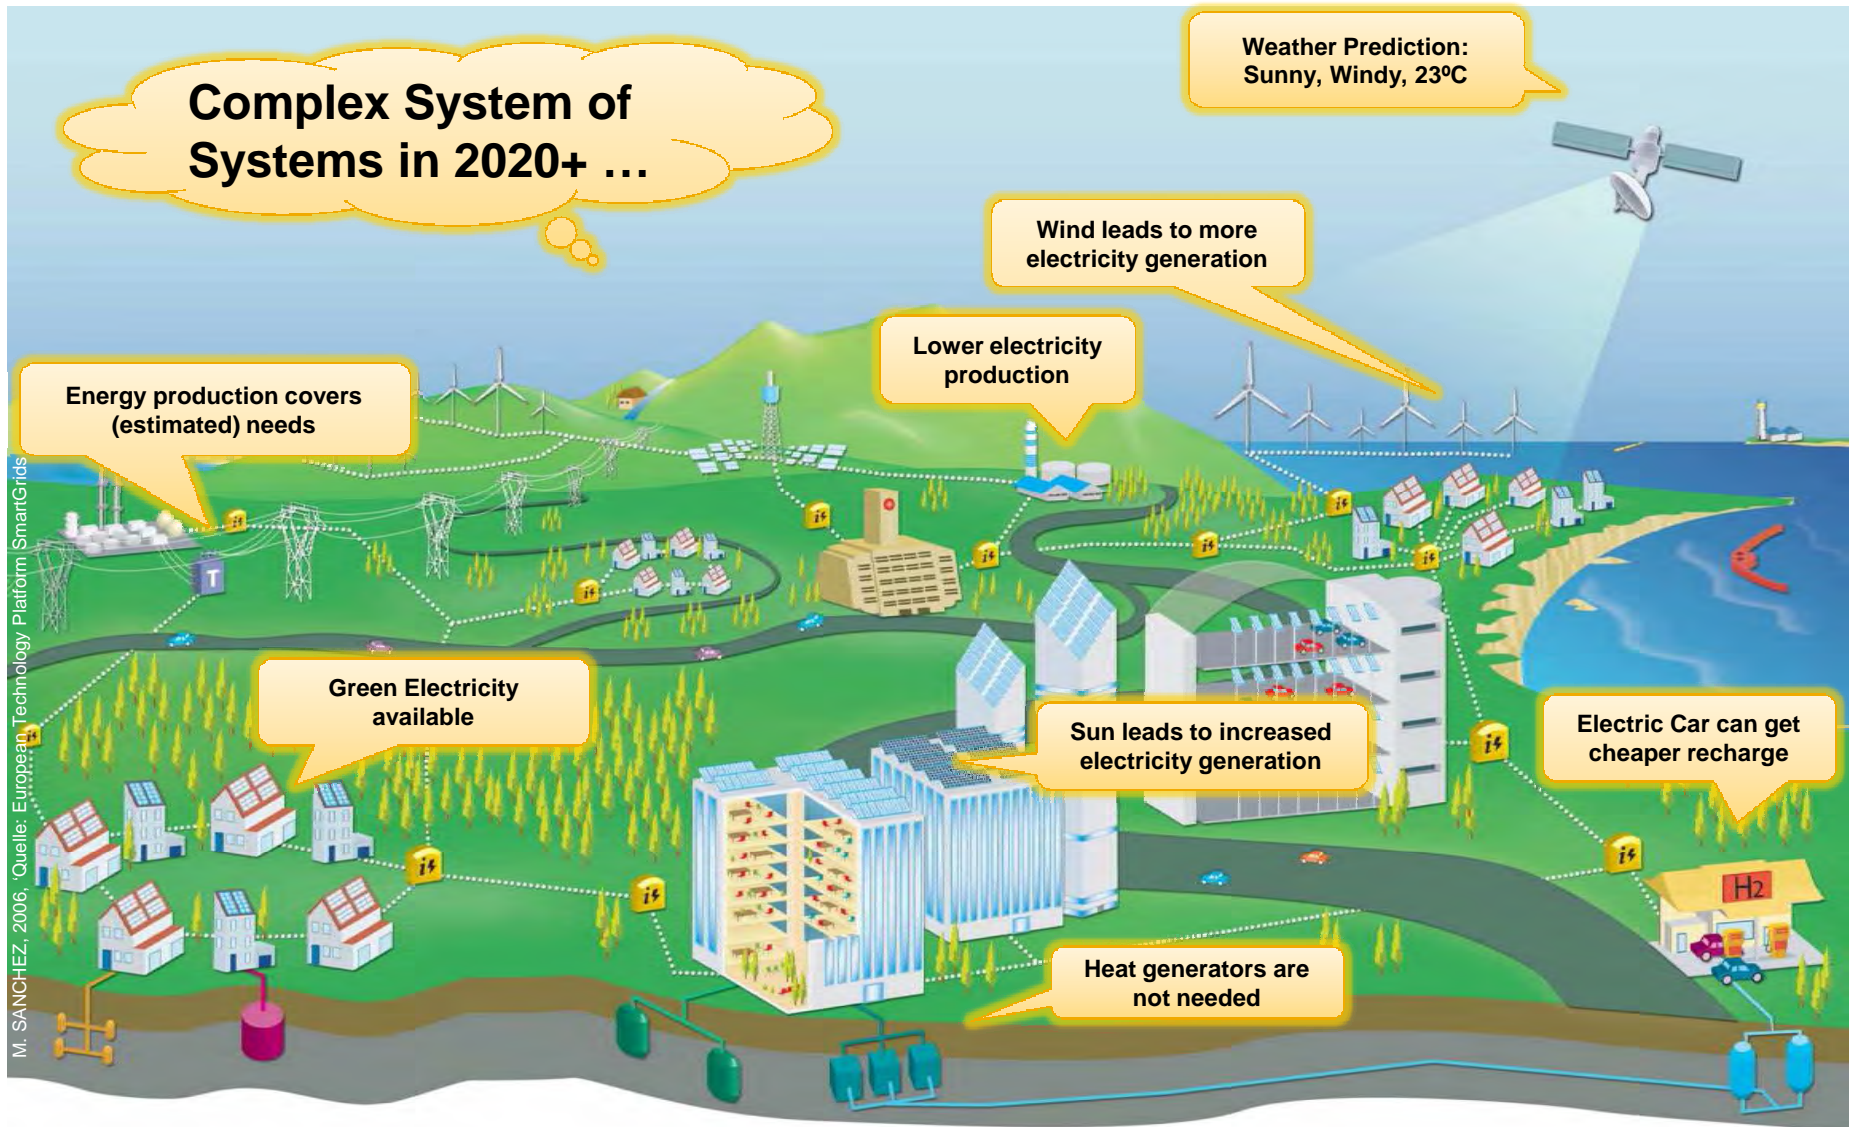 Complex System of
Systems in 2020+ …
Weather Prediction:
Sunny, Windy, 23ºC
Wind leads to more
electricity generation
Lower electricity
production
Energy production covers
(estimated) needs
T
Green Electricity
available
Sun leads to increased
electricity generation
Electric Car can get
cheaper recharge
H2
Heat generators are
not needed
i
i
i
i
i
i
i
i
i
i
i
i
M. SANCHEZ, 2006, 'Quelle: European Technology Platform SmartGrids